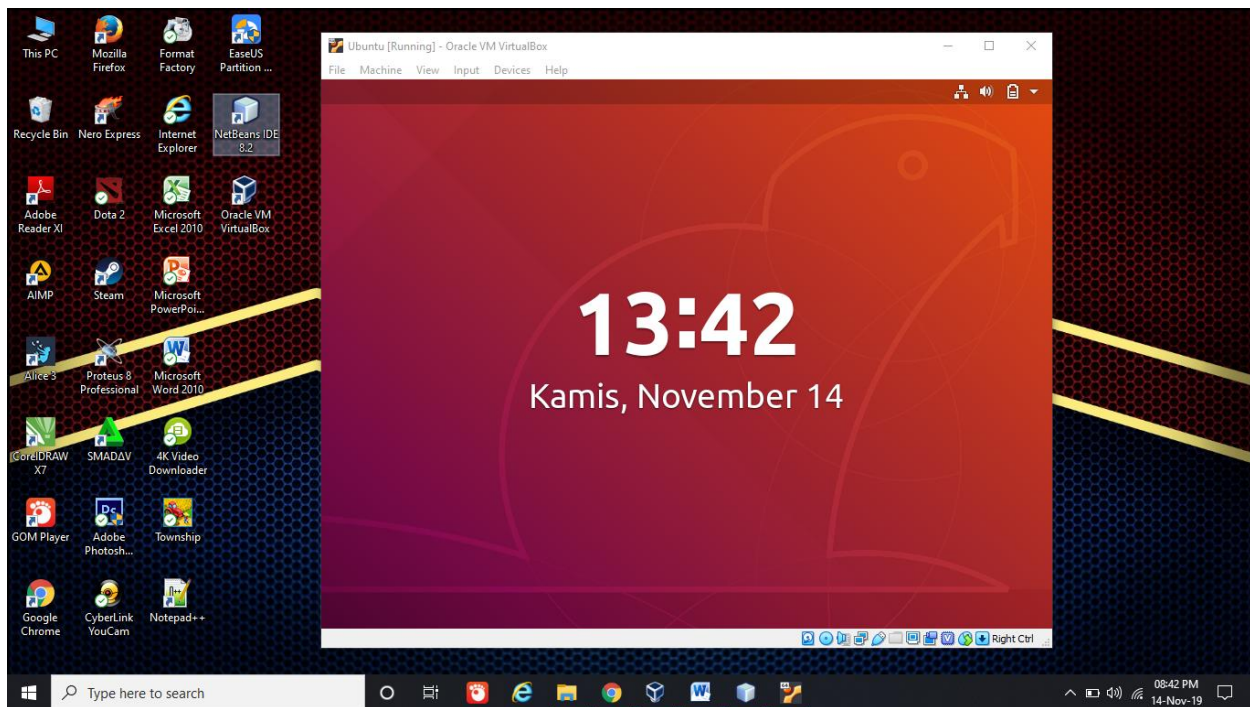 This PC
Mozilla
Firefox
Format
Factory
EaseUS
Partition ...
Recycle Bin
Nero Express
Internet
Explorer
NetBeans IDE
8.2
Adobe
Reader XI
Dota 2
Microsoft
Excel 2010
Oracle VM
VirtualBox
AIMP
Steam
Microsoft
PowerPoi...
Alice 3
Proteus 8
Professional
Microsoft
Word 2010
CorelDRAW
X7
SMADΔV
4K Video
Downloader
GOM Player
Adobe
Photosh...
Township
Google
Chrome
CyberLink
YouCam
Notepad++
Ubuntu [Running] - Oracle VM VirtualBox
File Machine View Input Devices Help
13:42
Kamis, November 14
Right Ctrl
Type here to search
08:42 PM
14-Nov-19